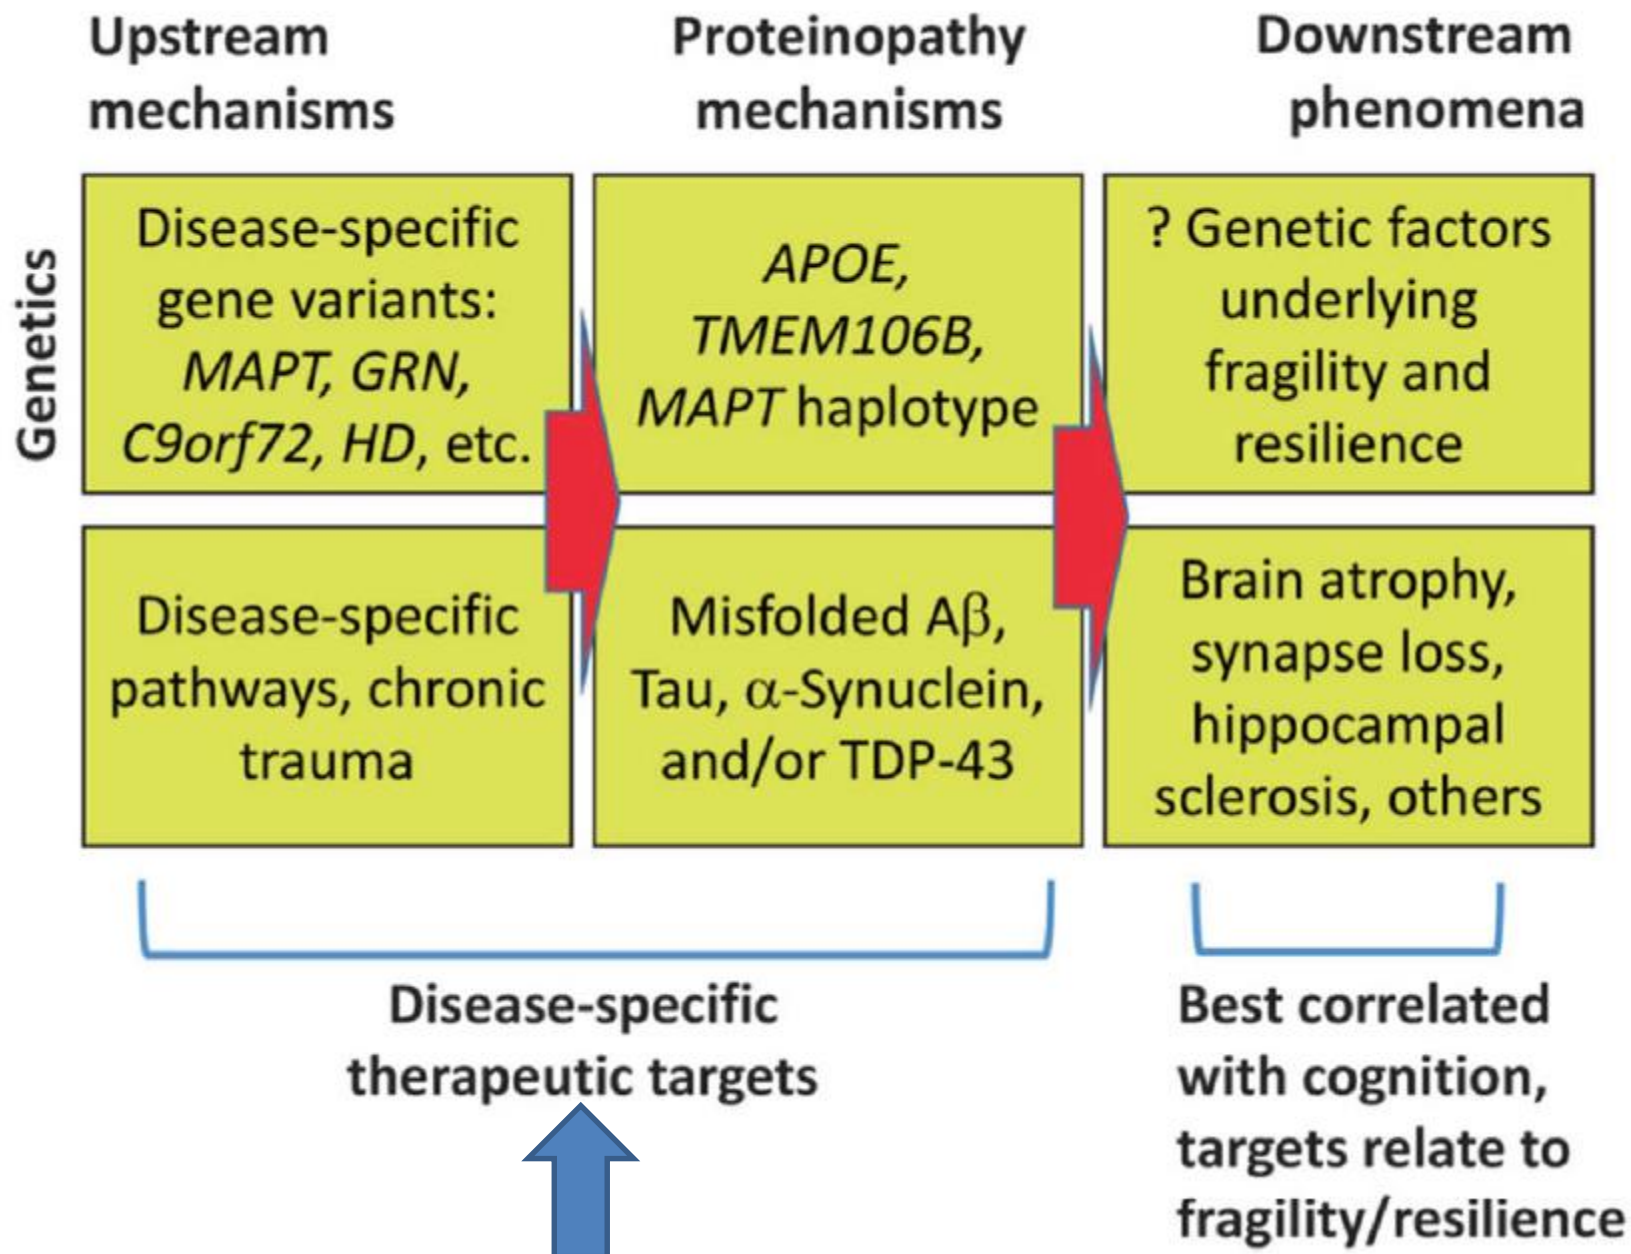 Upstream
mechanisms
Proteinopathy
mechanisms
Downstream
phenomena
Genetics
Disease-specific
gene variants:
MAPT, GRN,
C9orf72, HD, etc.
APOE,
TMEM106B,
MAPT haplotype
? Genetic factors
underlying
fragility and
resilience
Disease-specific
pathways, chronic
trauma
Misfolded Aβ,
Tau, α-Synuclein,
and/or TDP-43
Brain atrophy,
synapse loss,
hippocampal
sclerosis, others
Disease-specific
therapeutic targets
Best correlated
with cognition,
targets relate to
fragility/resilience